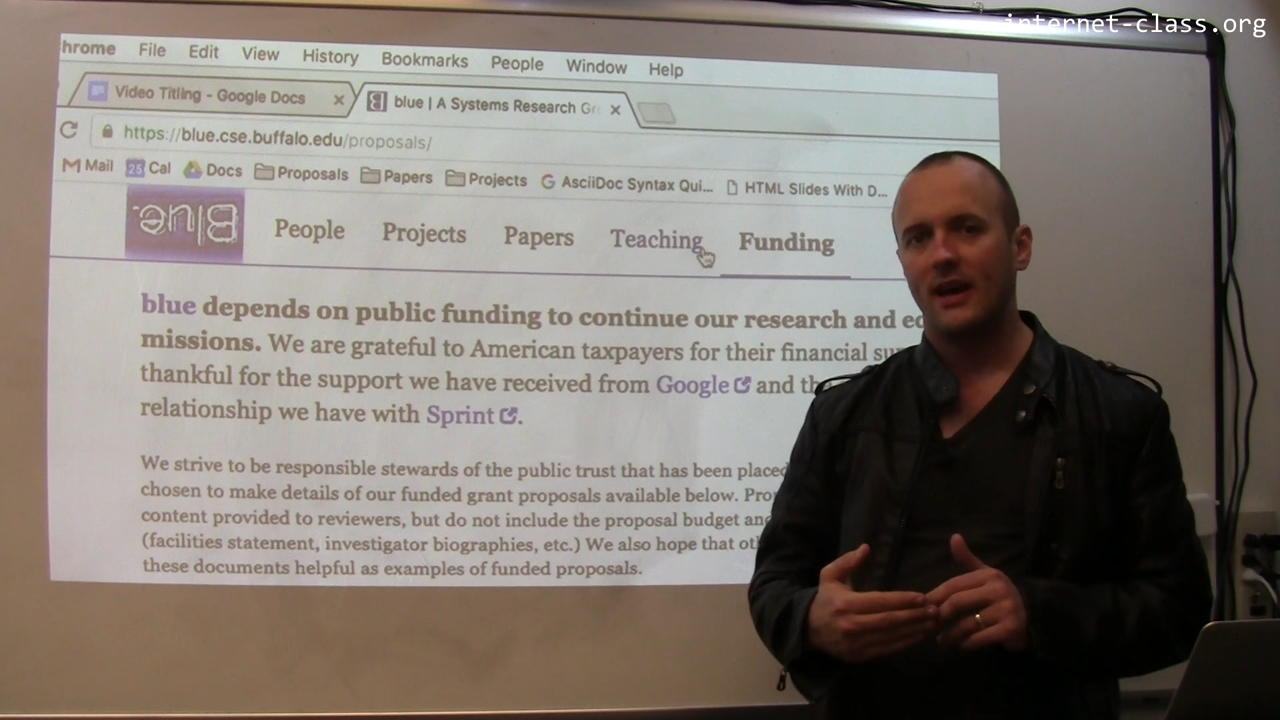 internet-class.org
hrome File Edit View History Bookmarks People Window Help
Video Titling - Google Docs blue | A Systems Research Gr
https://blue.cse.buffalo.edu/proposals/
Mail 25 Cal Docs Proposals Papers Projects AsciiDoc Syntax Qui... HTML Slides With D...
Blue People Projects Papers Teaching Funding
blue depends on public funding to continue our research and ed
missions. We are grateful to American taxpayers for their financial su
thankful for the support we have received from Google and the
relationship we have with Sprint.
We strive to be responsible stewards of the public trust that has been placed
chosen to make details of our funded grant proposals available below. Pro
content provided to reviewers, but do not include the proposal budget and
(facilities statement, investigator biographies, etc.) We also hope that oth
these documents helpful as examples of funded proposals.